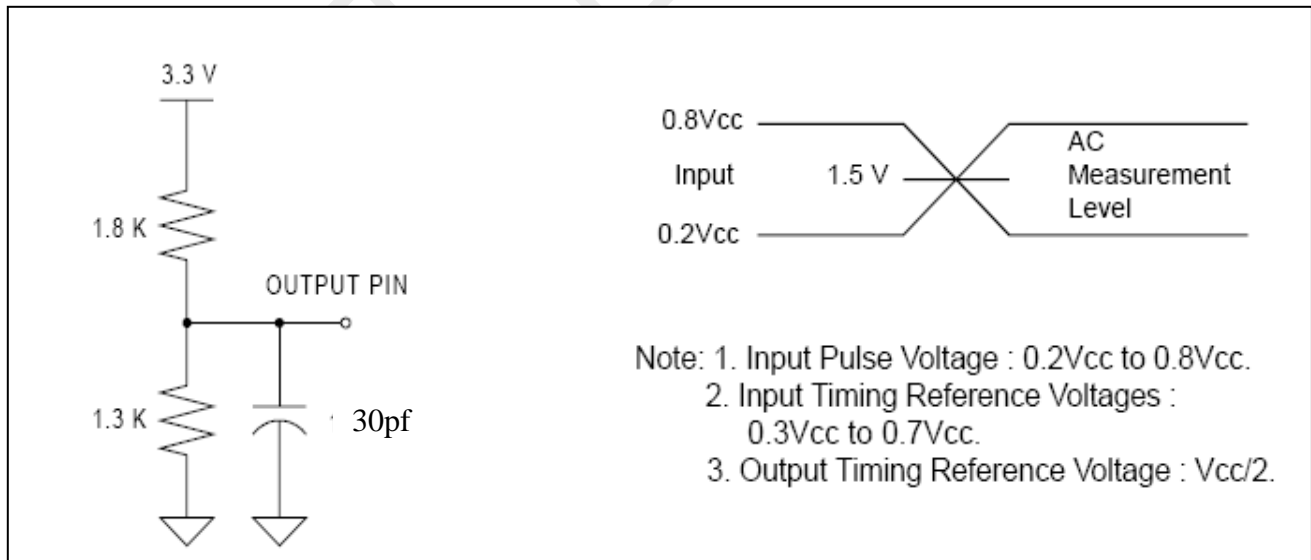 3.3 V
1.8 K
OUTPUT PIN
1.3 K
30pf
0.8Vcc
Input
1.5 V
0.2Vcc
AC
Measurement
Level
Note: 1. Input Pulse Voltage : 0.2Vcc to 0.8Vcc.
2. Input Timing Reference Voltages :
0.3Vcc to 0.7Vcc.
3. Output Timing Reference Voltage : Vcc/2.